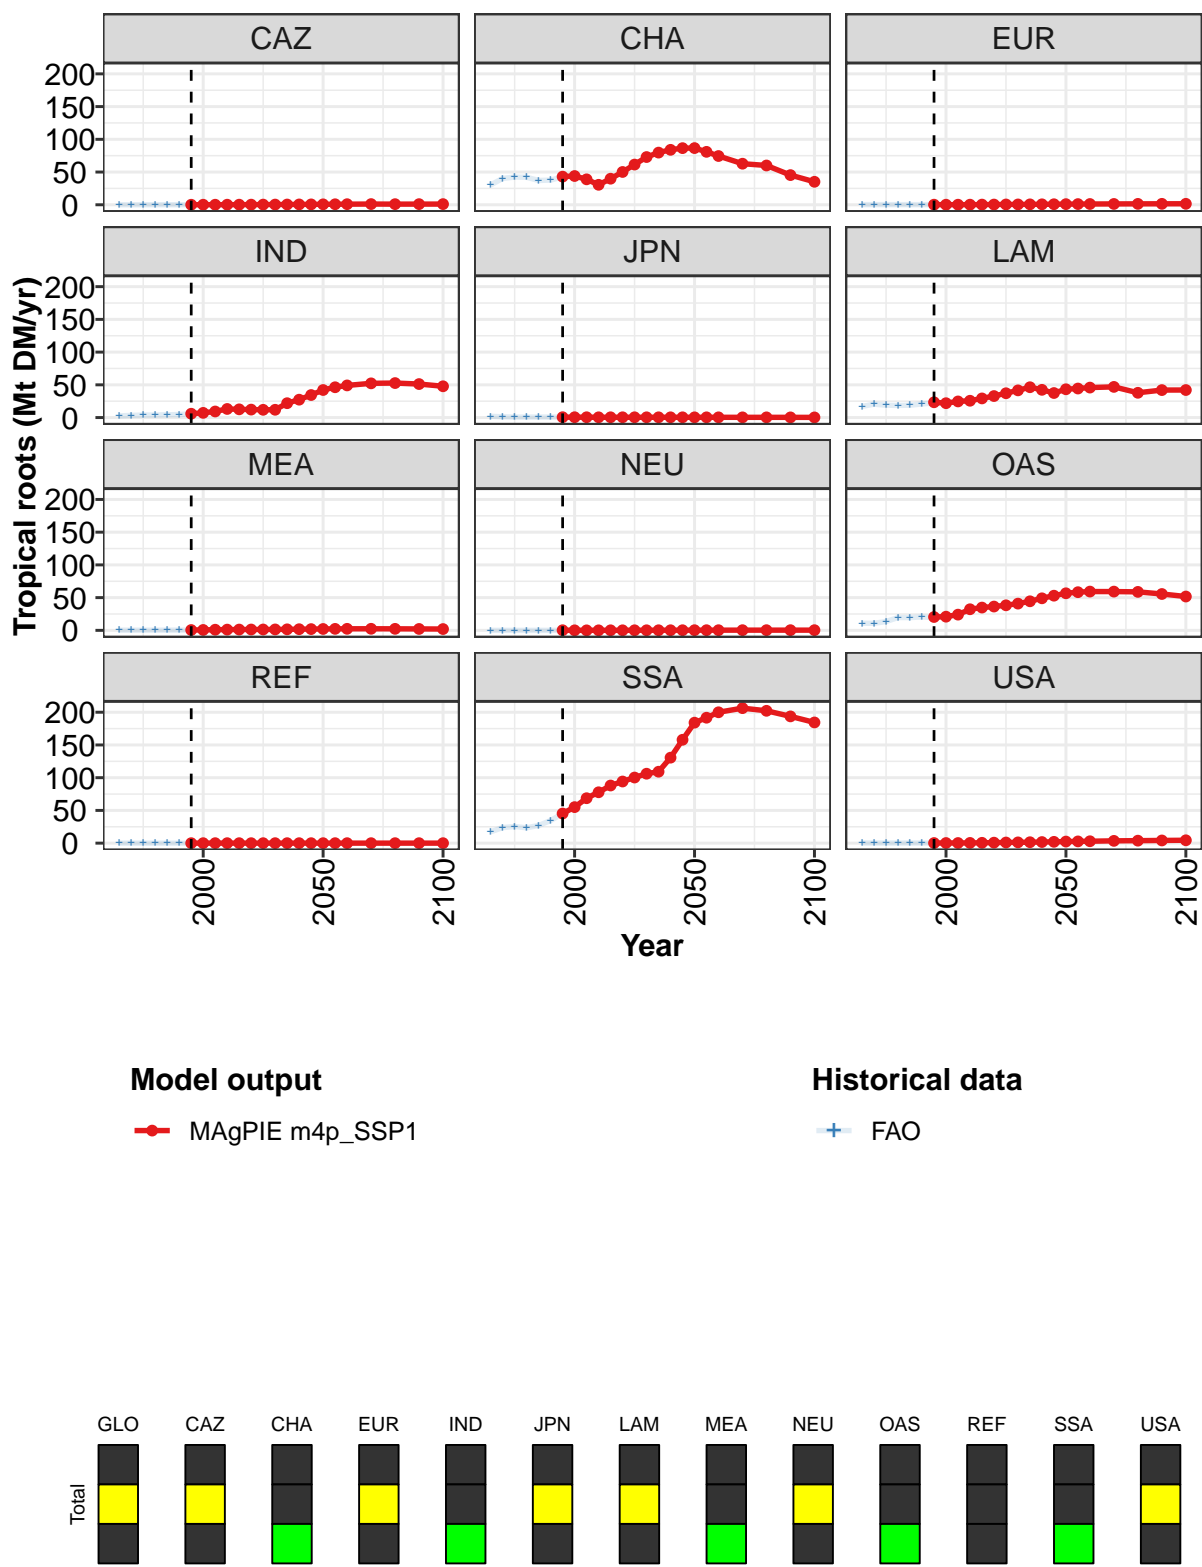 CAZ CHA EUR
200
150
100
50
0
IND JPN LAM
200
150
100
50
0
MEA NEU OAS
200
150
100
50
0
REF SSA USA
200
150
100
50
0
Tropical roots (Mt DM/yr)
2000 2050 2100 2000 2050 2100 2000 2050 2100
Year
Model output Historical data
MAgPIE m4p_SSP1 FAO
GLO CAZ CHA EUR IND JPN LAM MEA NEU OAS REF SSA USA
Total